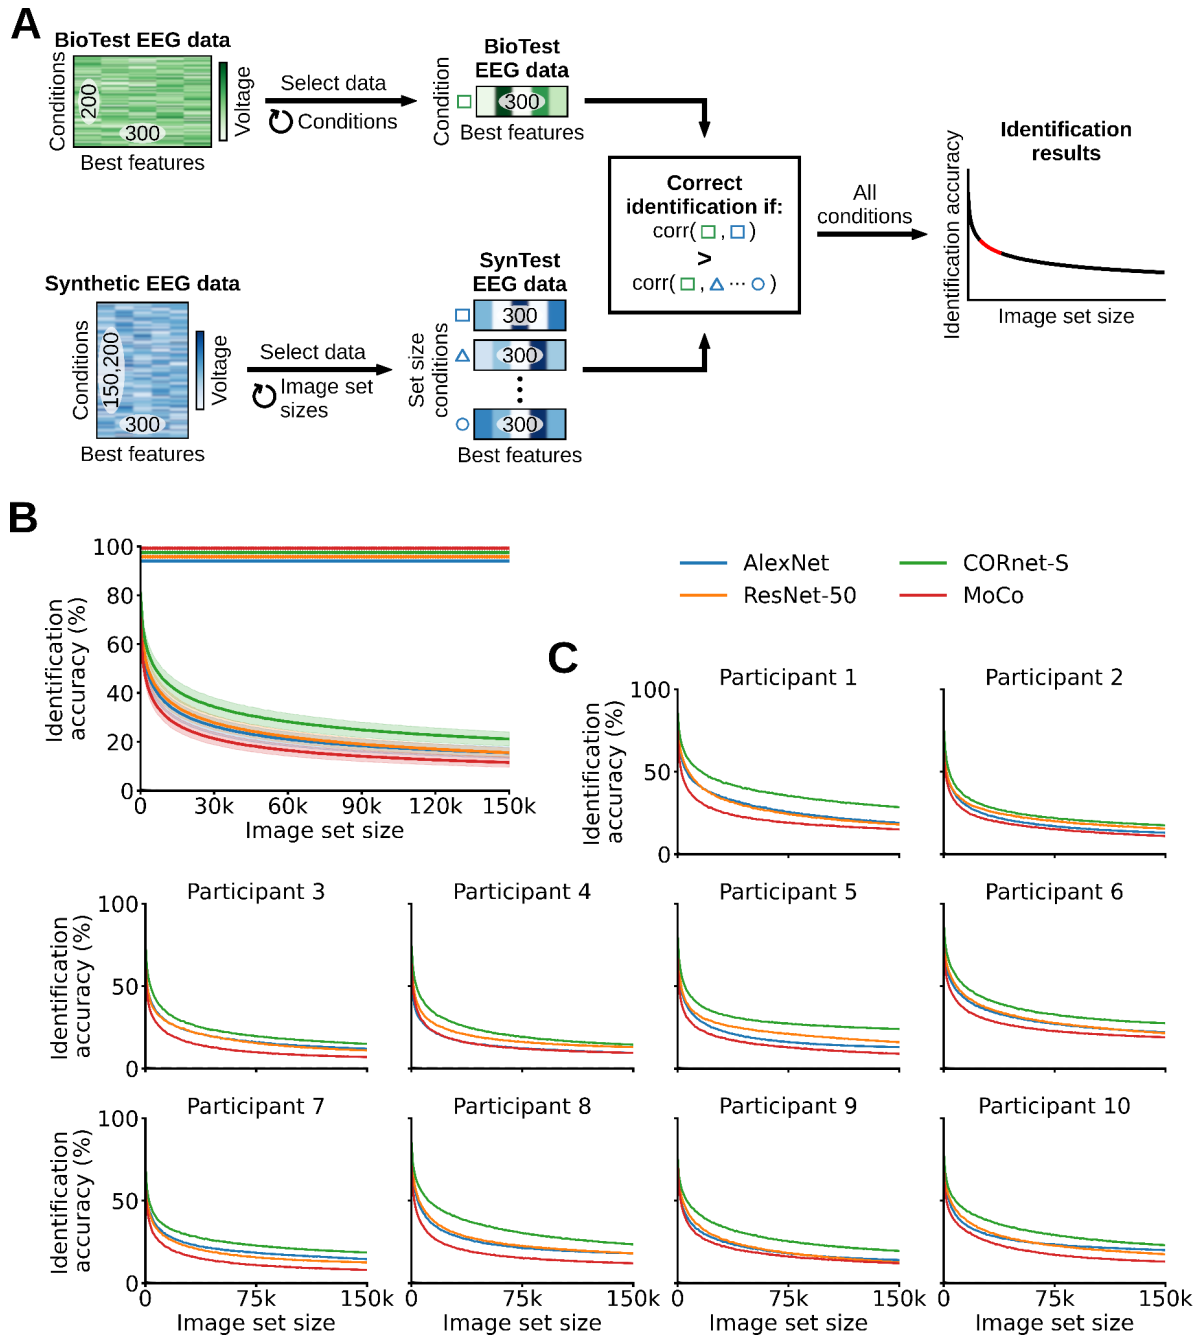 A
BioTest EEG data
Conditions
200
300
Best features
Voltage
Select data
Conditions
BioTest
EEG data
Condition
300
Best features
Synthetic EEG data
Conditions
150,200
300
Best features
Voltage
Select data
Image set
sizes
SynTest
EEG data
Set size
conditions
300
300
...
300
Best features
Correct
identification if:
corr( □ , □ )
>
corr( □ , △ ... ○ )
All
conditions
Identification
results
Identification accuracy
Image set size
B
Identification
accuracy (%)
100
80
60
40
20
0
0 30k 60k 90k 120k 150k
Image set size
AlexNet
ResNet-50
CORnet-S
MoCo
C
Participant 1
Participant 2
Identification
accuracy (%)
100
50
0
0 75k 150k
Participant 3
Participant 4
Participant 5
Participant 6
Identification
accuracy (%)
100
50
0
Participant 7
Participant 8
Participant 9
Participant 10
Identification
accuracy (%)
100
50
0
0 75k 150k
0 75k 150k
0 75k 150k
0 75k 150k
Image set size
Image set size
Image set size
Image set size